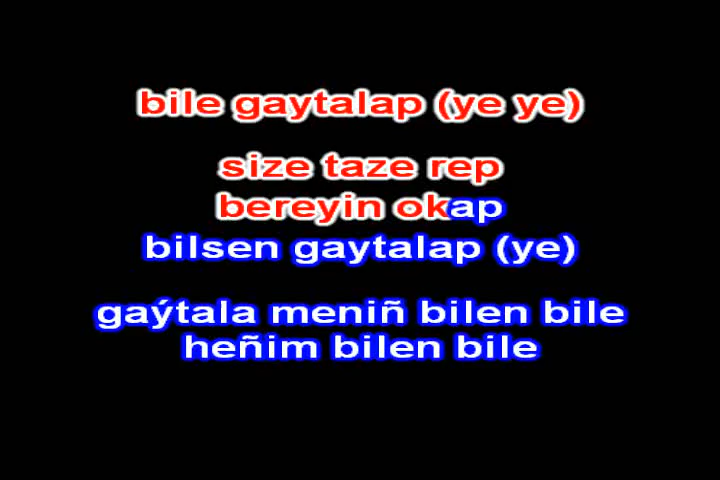 bile gaytalap (ye ye)
size taze rep
bereyin okap
bilsen gaytalap (ye)
gaýtala meniñ bilen bile
heñim bilen bile